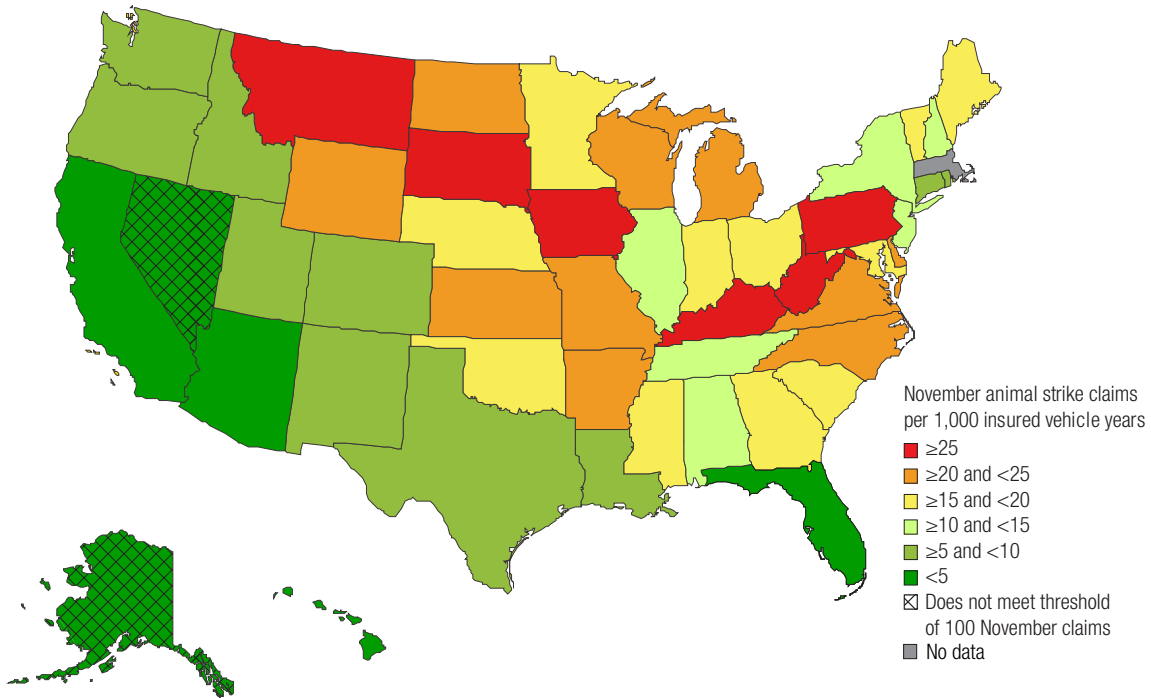 November animal strike claims
per 1,000 insured vehicle years
≥25
≥20 and <25
≥15 and <20
≥10 and <15
≥5 and <10
<5
Does not meet threshold
of 100 November claims
No data